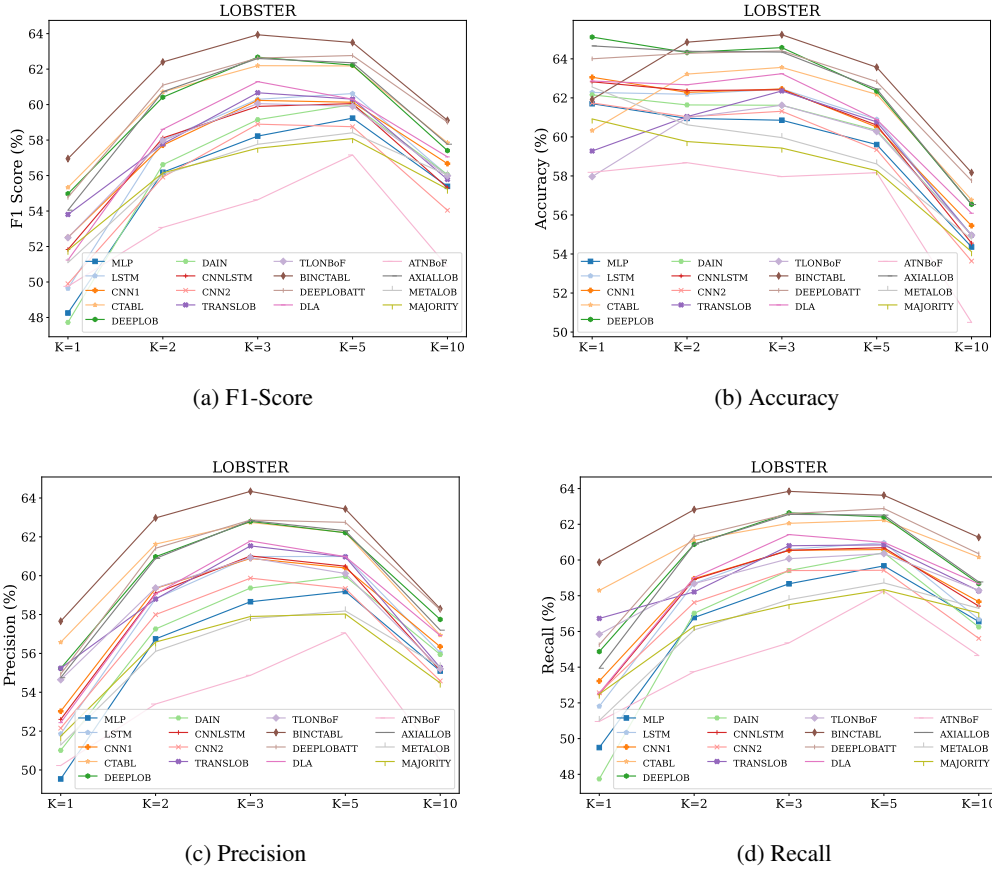 LOBSTER
F1 Score (%)
64
62
60
58
56
54
52
50
48
MLP
LSTM
CNN1
CTABL
DEEPLOB
DAIN
CNNLSTM
CNN2
TRANSLOB
TLONBoF
BINCTABL
DEEPLOBATT
DLA
ATNBoF
AXIALLOB
METALOB
MAJORITY
K=1 K=2 K=3 K=5 K=10
(a) F1-Score
LOBSTER
Accuracy (%)
64
62
60
58
56
54
52
50
MLP
LSTM
CNN1
CTABL
DEEPLOB
DAIN
CNNLSTM
CNN2
TRANSLOB
TLONBoF
BINCTABL
DEEPLOBATT
DLA
ATNBoF
AXIALLOB
METALOB
MAJORITY
K=1 K=2 K=3 K=5 K=10
(b) Accuracy
LOBSTER
Precision (%)
64
62
60
58
56
54
52
50
MLP
LSTM
CNN1
CTABL
DEEPLOB
DAIN
CNNLSTM
CNN2
TRANSLOB
TLONBoF
BINCTABL
DEEPLOBATT
DLA
ATNBoF
AXIALLOB
METALOB
MAJORITY
K=1 K=2 K=3 K=5 K=10
(c) Precision
LOBSTER
Recall (%)
64
62
60
58
56
54
52
50
48
MLP
LSTM
CNN1
CTABL
DEEPLOB
DAIN
CNNLSTM
CNN2
TRANSLOB
TLONBoF
BINCTABL
DEEPLOBATT
DLA
ATNBoF
AXIALLOB
METALOB
MAJORITY
K=1 K=2 K=3 K=5 K=10
(d) Recall